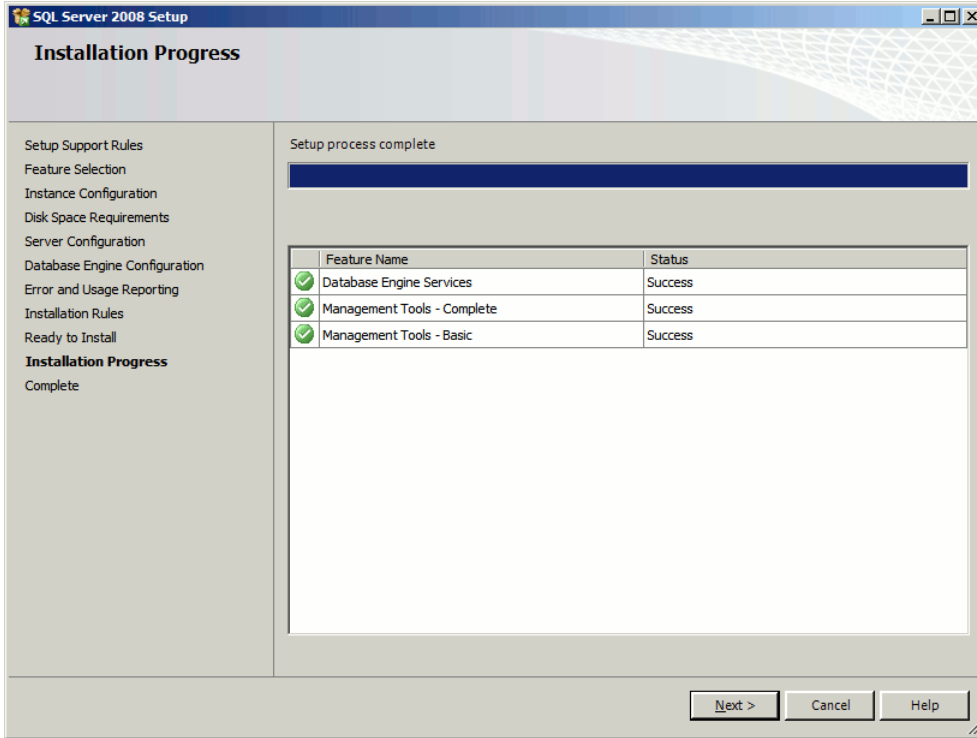 SQL Server 2008 Setup
Installation Progress
Setup Support Rules
Feature Selection
Instance Configuration
Disk Space Requirements
Server Configuration
Database Engine Configuration
Error and Usage Reporting
Installation Rules
Ready to Install
Installation Progress
Complete
Setup process complete
Feature Name Status
Database Engine Services Success
Management Tools - Complete Success
Management Tools - Basic Success
Next > Cancel Help